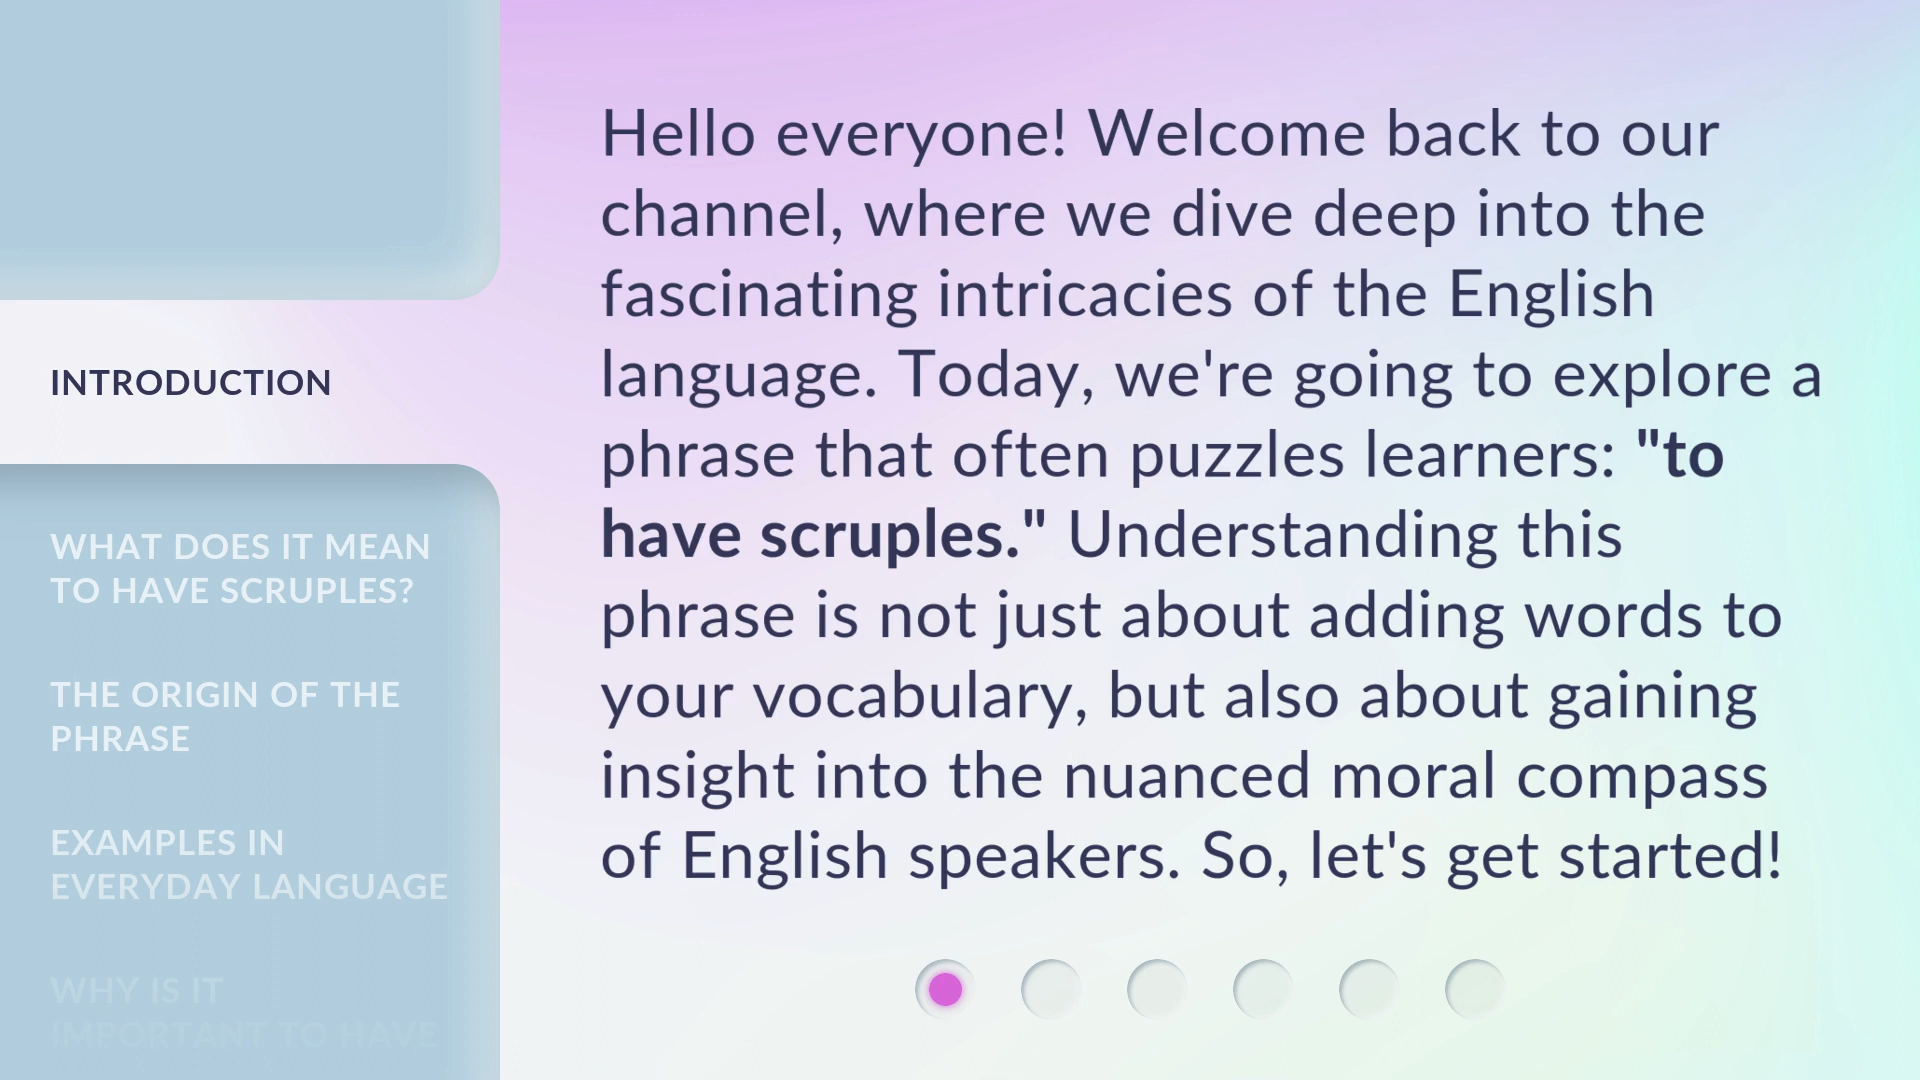 INTRODUCTION
WHAT DOES IT MEAN
TO HAVE SCRUPLES?
THE ORIGIN OF THE
PHRASE
EXAMPLES IN
EVERYDAY LANGUAGE
WHY IS IT
IMPORTANT TO HAVE
Hello everyone! Welcome back to our
channel, where we dive deep into the
fascinating intricacies of the English
language. Today, we're going to explore a
phrase that often puzzles learners: "to
have scruples." Understanding this
phrase is not just about adding words to
your vocabulary, but also about gaining
insight into the nuanced moral compass
of English speakers. So, let's get started!